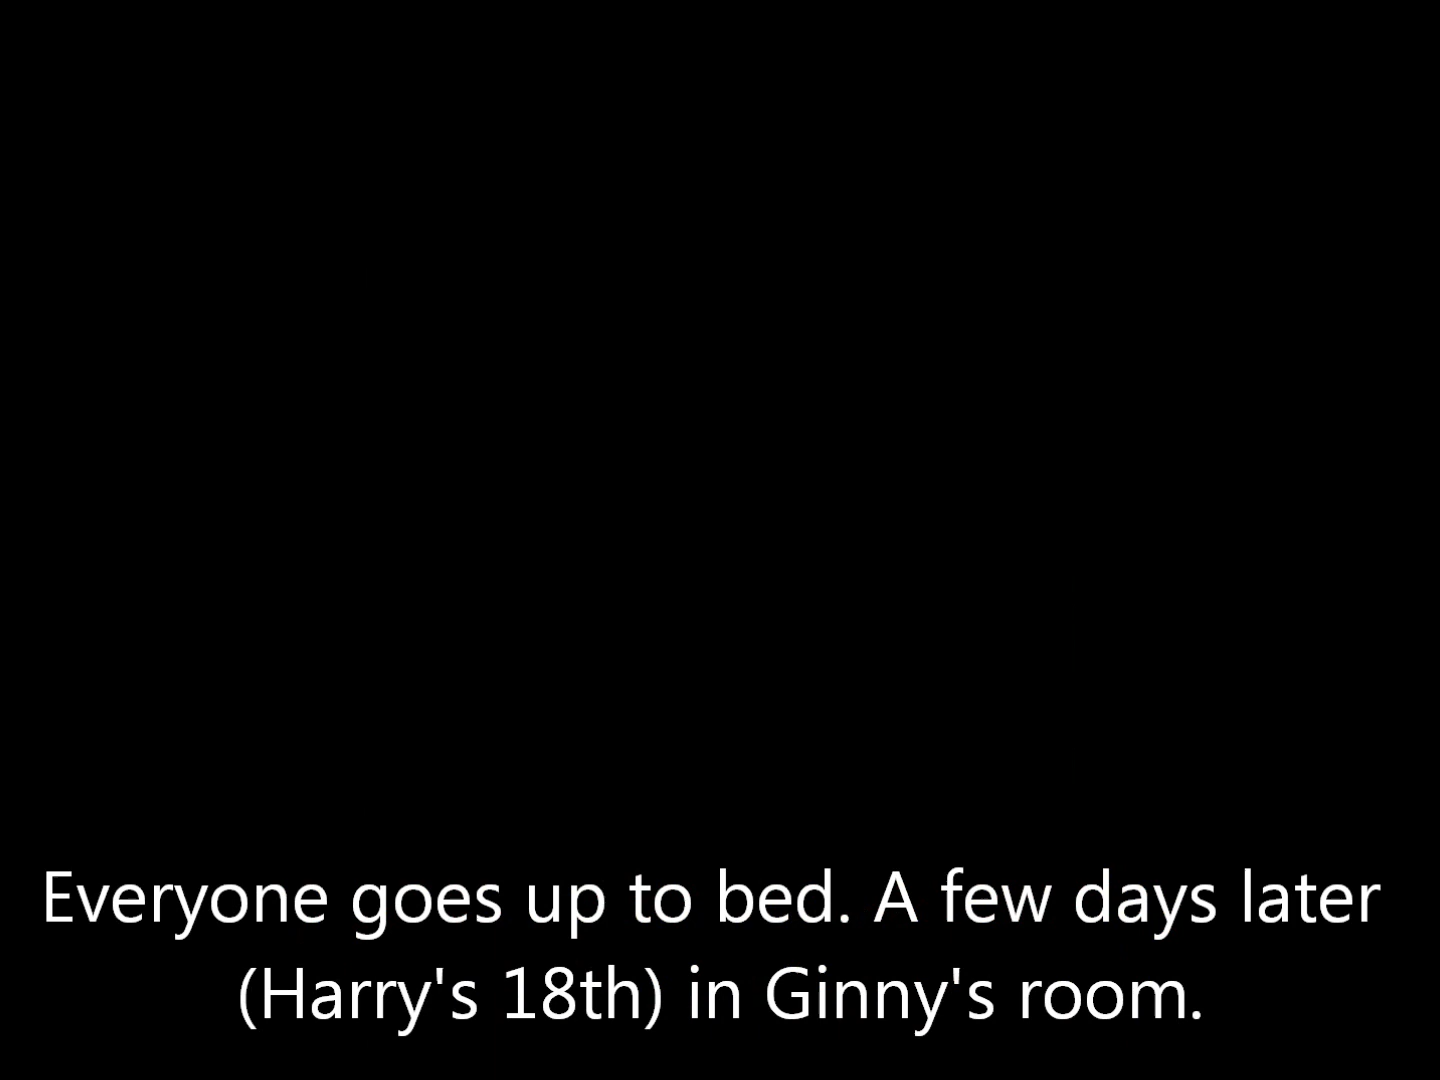 Everyone goes up to bed. A few days later
(Harry's 18th) in Ginny's room.